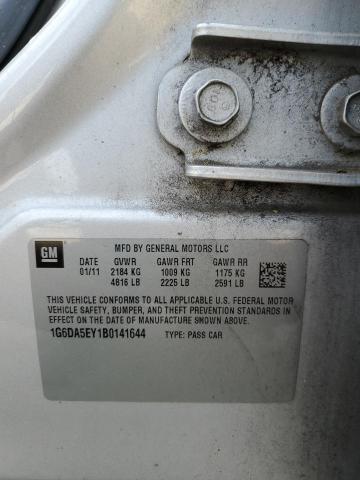 GM
MFD BY GENERAL MOTORS LLC
DATE GVWR GAWR FRT GAWR RR
01/11 2184 KG 1009 KG 1175 KG
4816 LB 2225 LB 2591 LB
THIS VEHICLE CONFORMS TO ALL APPLICABLE U.S. FEDERAL MOTOR
VEHICLE SAFETY, BUMPER, AND THEFT PREVENTION STANDARDS
IN EFFECT ON THE DATE OF MANUFACTURE SHOWN ABOVE.
1G6DA5EY1B0141644 TYPE: PASS CAR